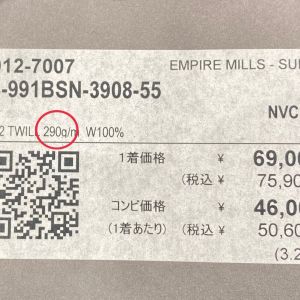 012-7007 EMPIRE MILLS - SU
-991BSN-3908-55
NVC
2 TWILL 290g/m W100%
1着価格 ¥ 69,00
(税込 ¥ 75,90
コンビ価格 ¥ 46,00
(1着あたり) (税込 ¥ 50,60
(3.2